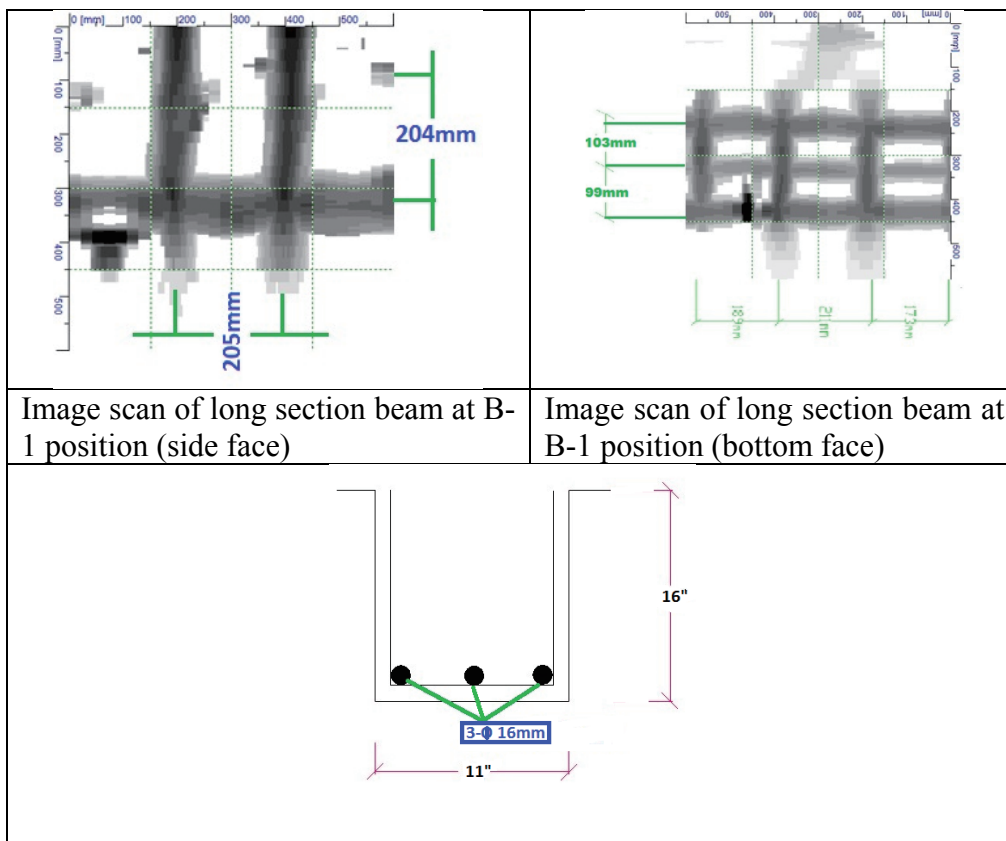 0 [mm] 100 200 300 400 500
0 [mm] 100 200 300 400 500
204mm
205mm
500 400 300 200 100 0 [mm]
100 200 300 400 500
103mm
99mm
189mm 211mm 173mm
Image scan of long section beam at B-
1 position (side face)
Image scan of long section beam at
B-1 position (bottom face)
16"
3-Φ 16mm
11"